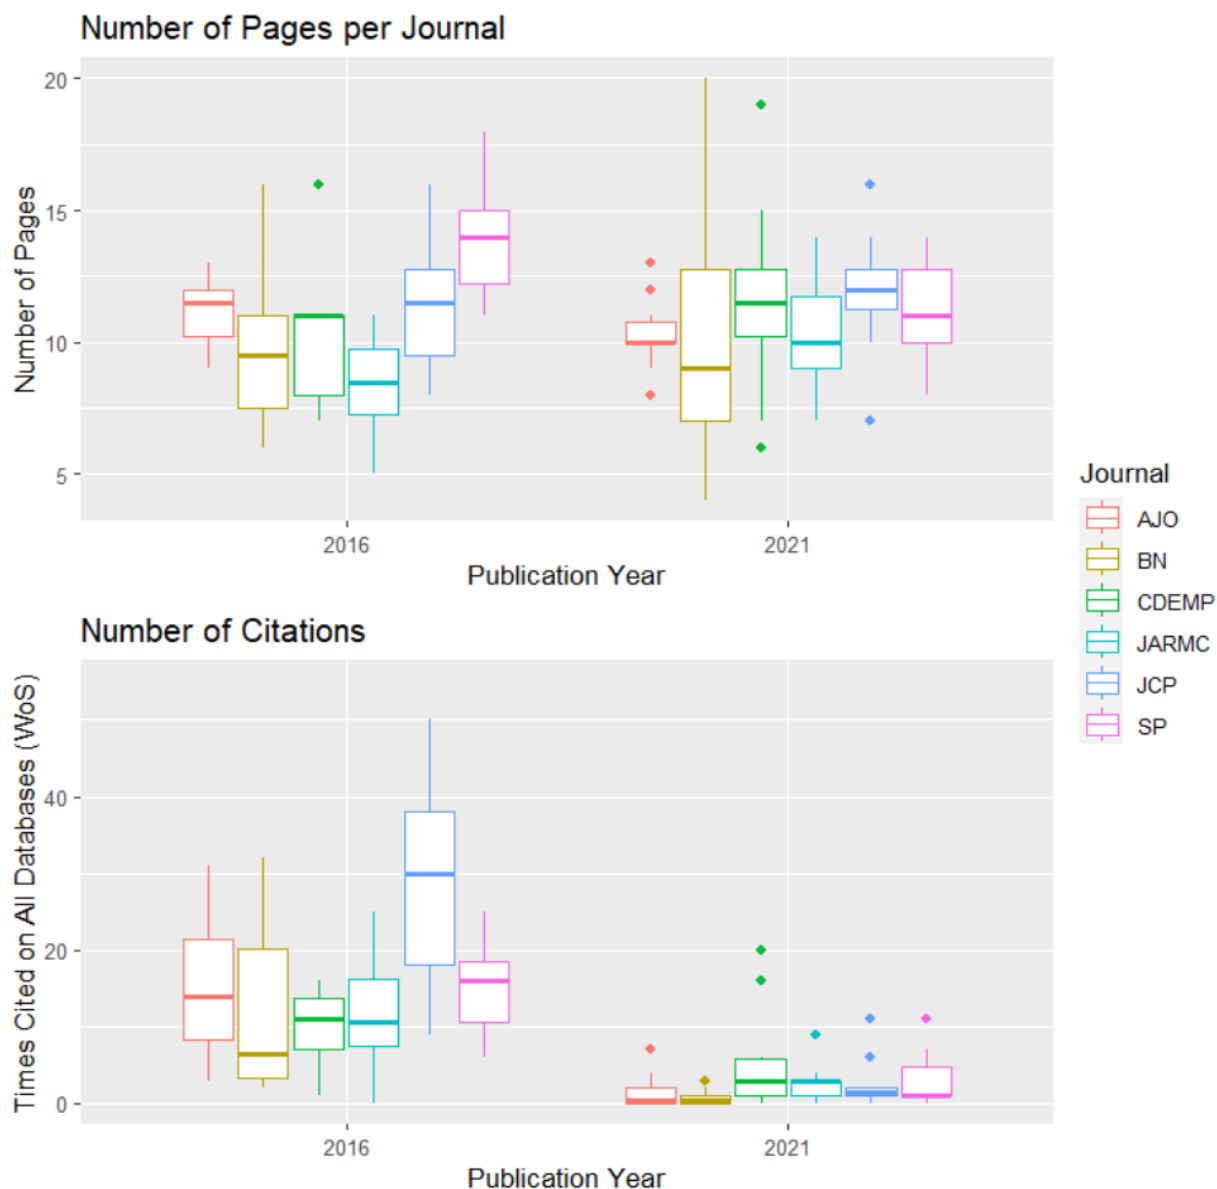 Number of Pages per Journal
20
15
10
5
Number of Pages
2016
2021
Publication Year
Number of Citations
40
20
0
Times Cited on All Databases (WoS)
2016
2021
Publication Year
Journal
AJO
BN
CDEMP
JARMC
JCP
SP